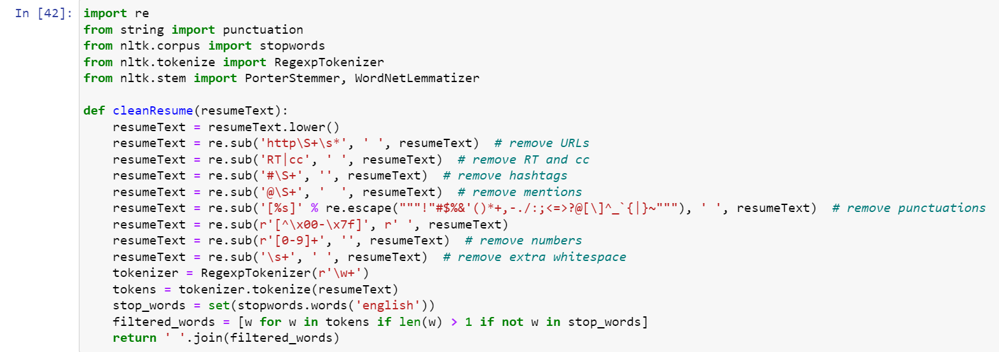 In [42]: import re
from string import punctuation
from nltk.corpus import stopwords
from nltk.tokenize import RegexpTokenizer
from nltk.stem import PorterStemmer, WordNetLemmatizer

def cleanResume(resumeText):
    resumeText = resumeText.lower()
    resumeText = re.sub('http\S+\s*', ' ', resumeText)  # remove URLs
    resumeText = re.sub('RT|cc', ' ', resumeText)  # remove RT and cc
    resumeText = re.sub('#\S+', '', resumeText)  # remove hashtags
    resumeText = re.sub('@\S+', '  ', resumeText)  # remove mentions
    resumeText = re.sub('[%s]' % re.escape("""!"#$%&'()*+,-./:;<=>?@[\]^_`{|}~"""), ' ', resumeText)  # remove punctuations
    resumeText = re.sub(r'[^\x00-\x7f]', r' ', resumeText)
    resumeText = re.sub(r'[0-9]+', '', resumeText)  # remove numbers
    resumeText = re.sub('\s+', ' ', resumeText)  # remove extra whitespace
    tokenizer = RegexpTokenizer(r'\w+')
    tokens = tokenizer.tokenize(resumeText)
    stop_words = set(stopwords.words('english'))
    filtered_words = [w for w in tokens if len(w) > 1 if not w in stop_words]
    return ' '.join(filtered_words)